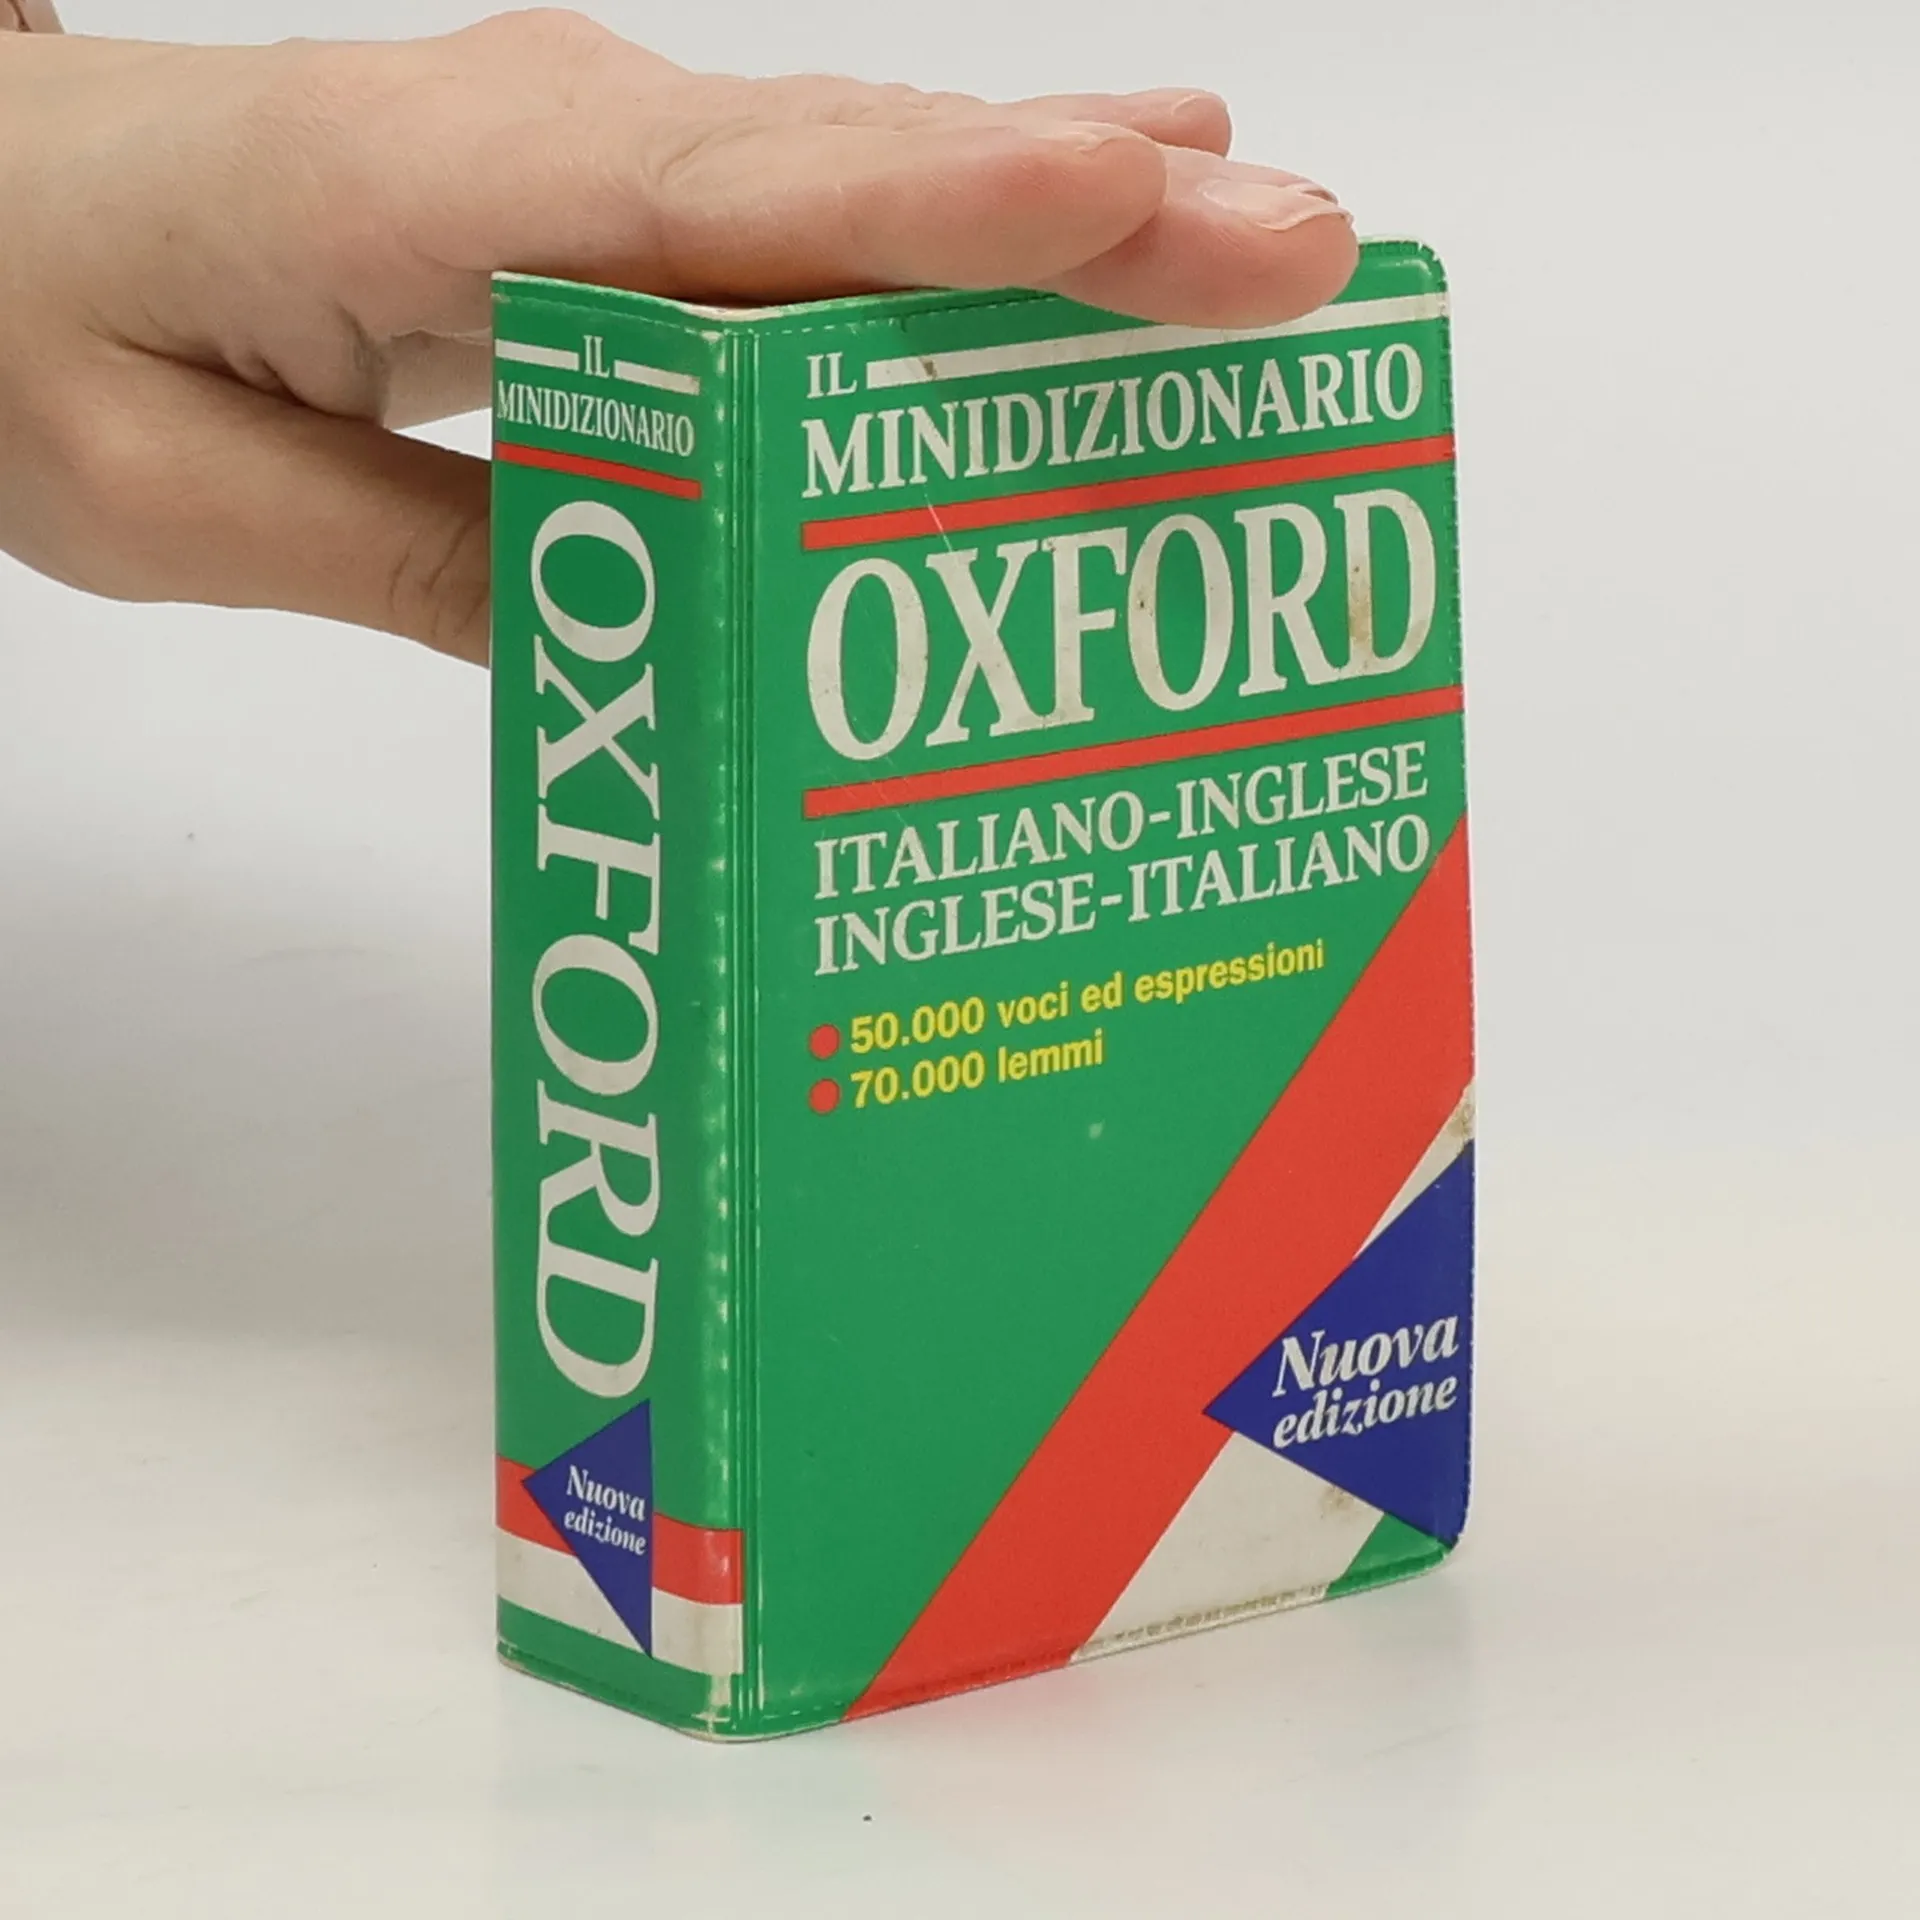 IL
MINIDIZIONARIO
OXFORD
Nuova
edizione
IL
MINIDIZIONARIO
OXFORD
ITALIANO-INGLESE
INGLESE-ITALIANO
50.000 voci ed espressioni
70.000 lemmi
Nuova
edizione